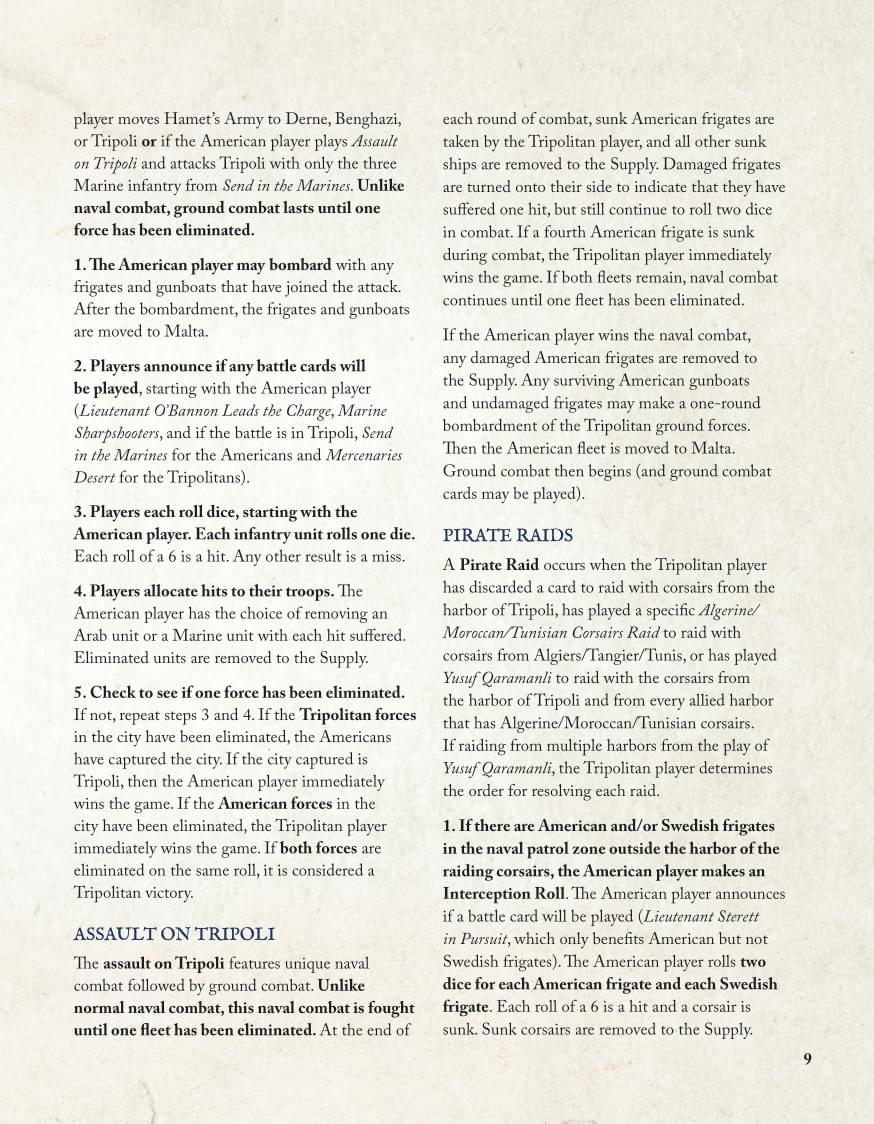 player moves Hamet’s Army to Derne, Benghazi,
or Tripoli or if the American player plays Assault
on Tripoli and attacks Tripoli with only the three
Marine infantry from Send in the Marines. Unlike
naval combat, ground combat lasts until one
force has been eliminated.
1. The American player may bombard with any
frigates and gunboats that have joined the attack.
After the bombardment, the frigates and gunboats
are moved to Malta.
2. Players announce if any battle cards will
be played, starting with the American player
(Lieutenant O’Bannon Leads the Charge, Marine
Sharpshooters, and if the battle is in Tripoli, Send
in the Marines for the Americans and Mercenaries
Desert for the Tripolitans).
3. Players each roll dice, starting with the
American player. Each infantry unit rolls one die.
Each roll of a 6 is a hit. Any other result is a miss.
4. Players allocate hits to their troops. The
American player has the choice of removing an
Arab unit or a Marine unit with each hit suffered.
Eliminated units are removed to the Supply.
5. Check to see if one force has been eliminated.
If not, repeat steps 3 and 4. If the Tripolitan forces
in the city have been eliminated, the Americans
have captured the city. If the city captured is
Tripoli, then the American player immediately
wins the game. If the American forces in the
city have been eliminated, the Tripolitan player
immediately wins the game. If both forces are
eliminated on the same roll, it is considered a
Tripolitan victory.
ASSAULT ON TRIPOLI
The assault on Tripoli features unique naval
combat followed by ground combat. Unlike
normal naval combat, this naval combat is fought
until one fleet has been eliminated. At the end of
each round of combat, sunk American frigates are
taken by the Tripolitan player, and all other sunk
ships are removed to the Supply. Damaged frigates
are turned onto their side to indicate that they have
suffered one hit, but still continue to roll two dice
in combat. If a fourth American frigate is sunk
during combat, the Tripolitan player immediately
wins the game. If both fleets remain, naval combat
continues until one fleet has been eliminated.
If the American player wins the naval combat,
any damaged American frigates are removed to
the Supply. Any surviving American gunboats
and undamaged frigates may make a one-round
bombardment of the Tripolitan ground forces.
Then the American fleet is moved to Malta.
Ground combat then begins (and ground combat
cards may be played).
PIRATE RAIDS
A Pirate Raid occurs when the Tripolitan player
has discarded a card to raid with corsairs from the
harbor of Tripoli, has played a specific Algerine/
Moroccan/Tunisian Corsairs Raid to raid with
corsairs from Algiers/Tangier/Tunis, or has played
Yusuf Qaramanli to raid with the corsairs from
the harbor of Tripoli and from every allied harbor
that has Algerine/Moroccan/Tunisian corsairs.
If raiding from multiple harbors from the play of
Yusuf Qaramanli, the Tripolitan player determines
the order for resolving each raid.
1. If there are American and/or Swedish frigates
in the naval patrol zone outside the harbor of the
raiding corsairs, the American player makes an
Interception Roll. The American player announces
if a battle card will be played (Lieutenant Sterett
in Pursuit, which only benefits American but not
Swedish frigates). The American player rolls two
dice for each American frigate and each Swedish
frigate. Each roll of a 6 is a hit and a corsair is
sunk. Sunk corsairs are removed to the Supply.
9